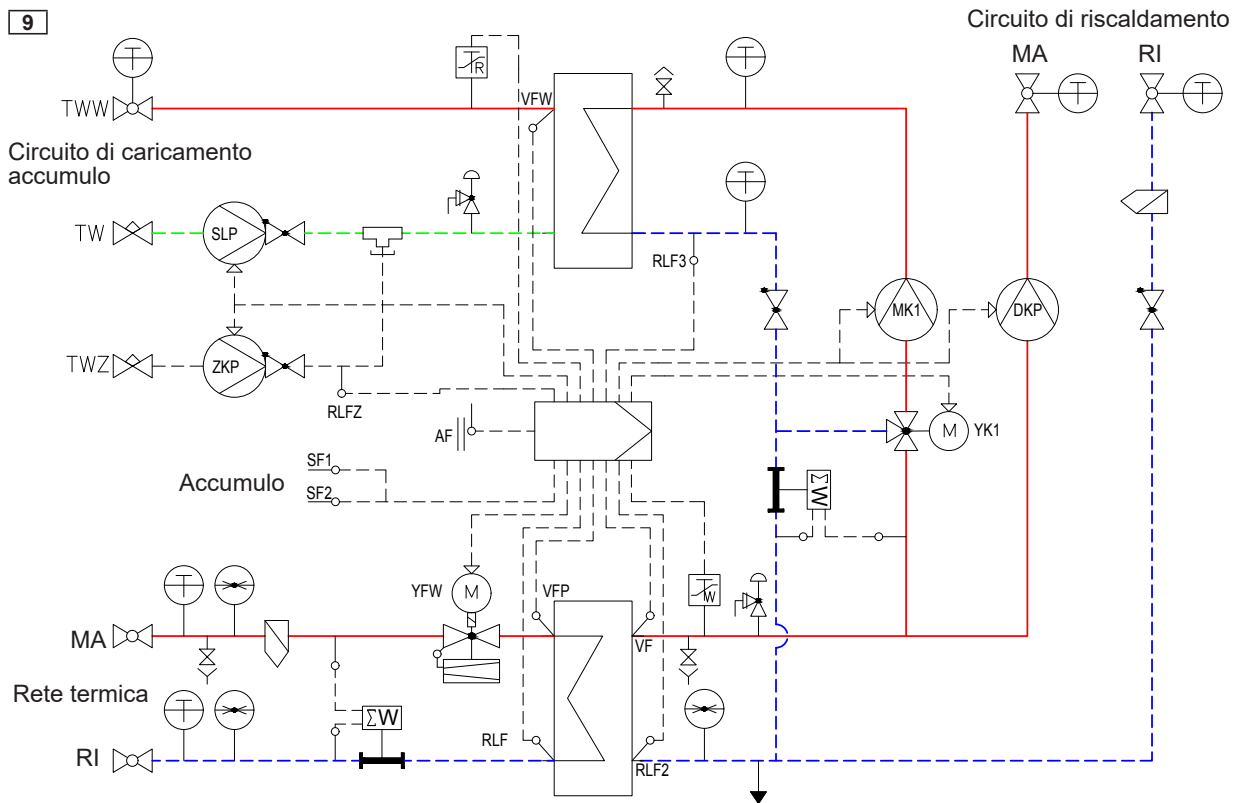 9
Circuito di riscaldamento
MA
RI
T
T
T
T
R
TWW
VFW
Circuito di caricamento
accumulo
T
TW
SLP
RLF3
MK1
DKP
TWZ
ZKP
RLFZ
AF
M
YK1
SF1
Accumulo
SF2
ΣW
T
YFW
M
VFP
W
MA
VF
Rete termica
T
ΣW
RLF
RI
RLF2